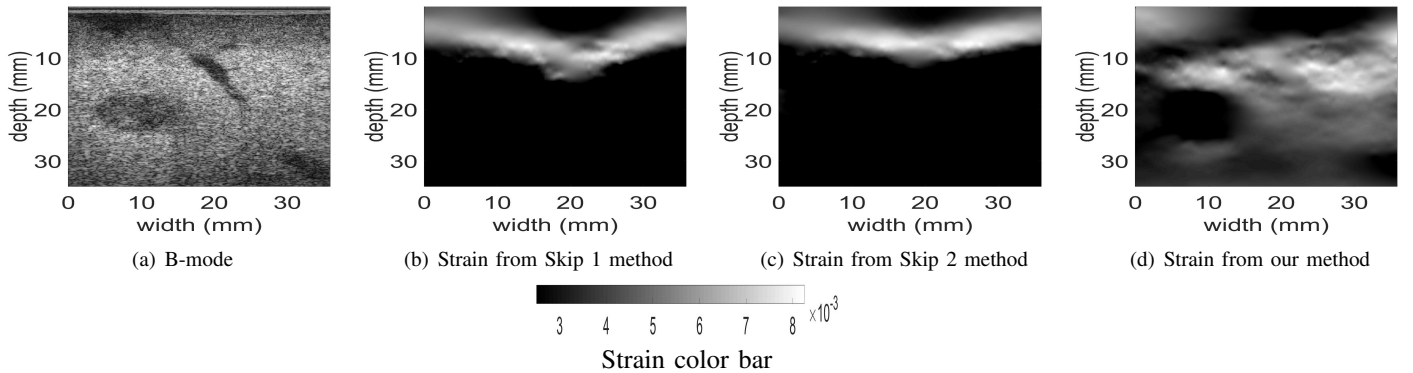 depth (mm)
10
20
30
0 10 20 30
width (mm)
(a) B-mode
depth (mm)
10
20
30
0 10 20 30
width (mm)
(b) Strain from Skip 1 method
depth (mm)
10
20
30
0 10 20 30
width (mm)
(c) Strain from Skip 2 method
depth (mm)
10
20
30
0 10 20 30
width (mm)
(d) Strain from our method
3 4 5 6 7 8 ×10-3
Strain color bar